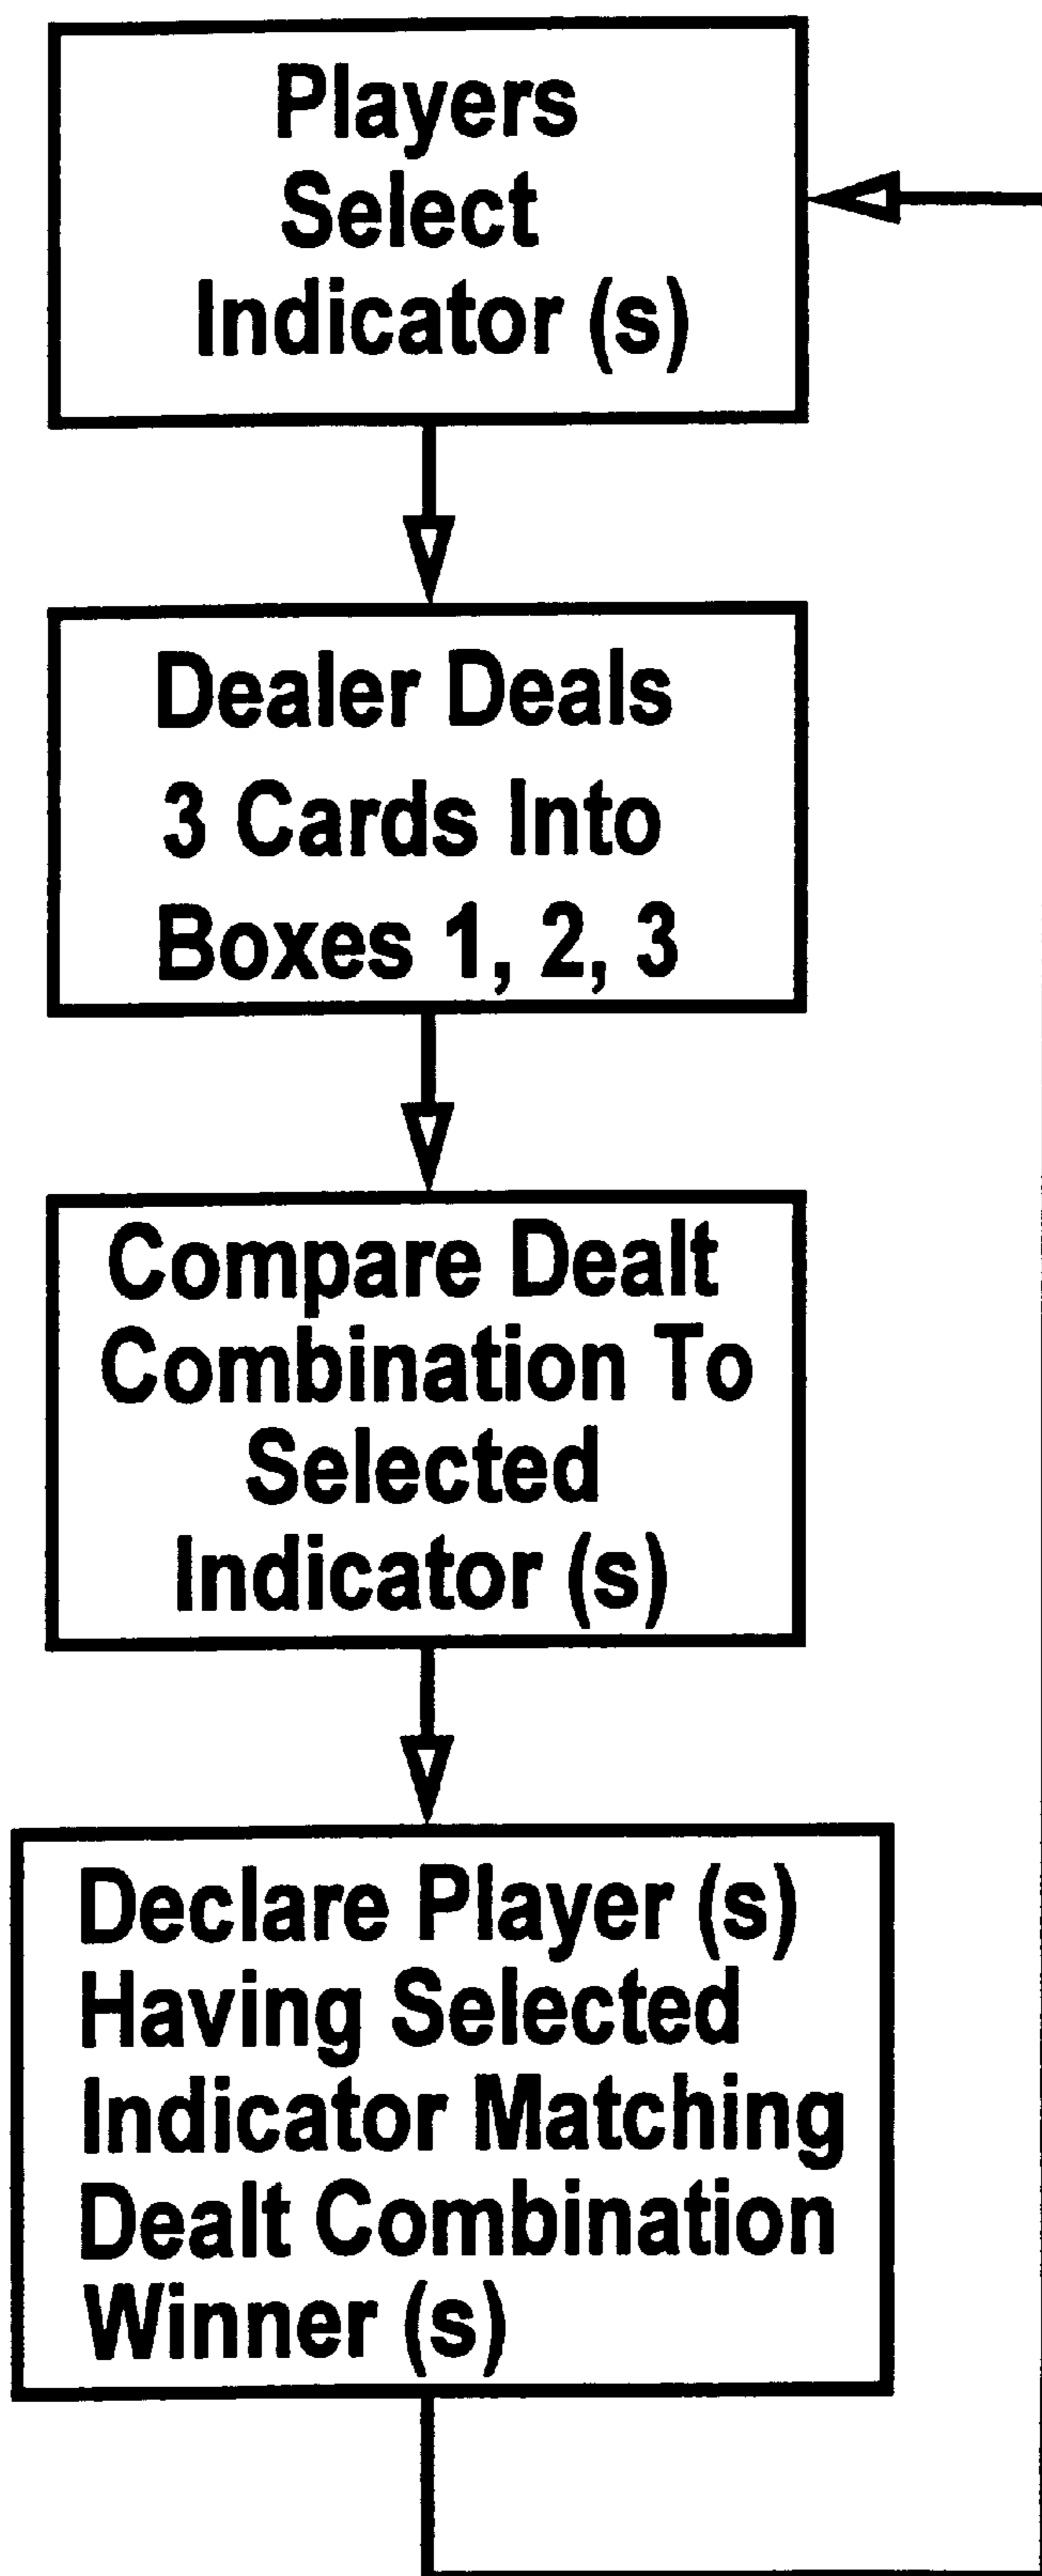 Players
Select
Indicator (s)
Dealer Deals
3 Cards Into
Boxes 1, 2, 3
Compare Dealt
Combination To
Selected
Indicator (s)
Declare Player (s)
Having Selected
Indicator Matching
Dealt Combination
Winner (s)